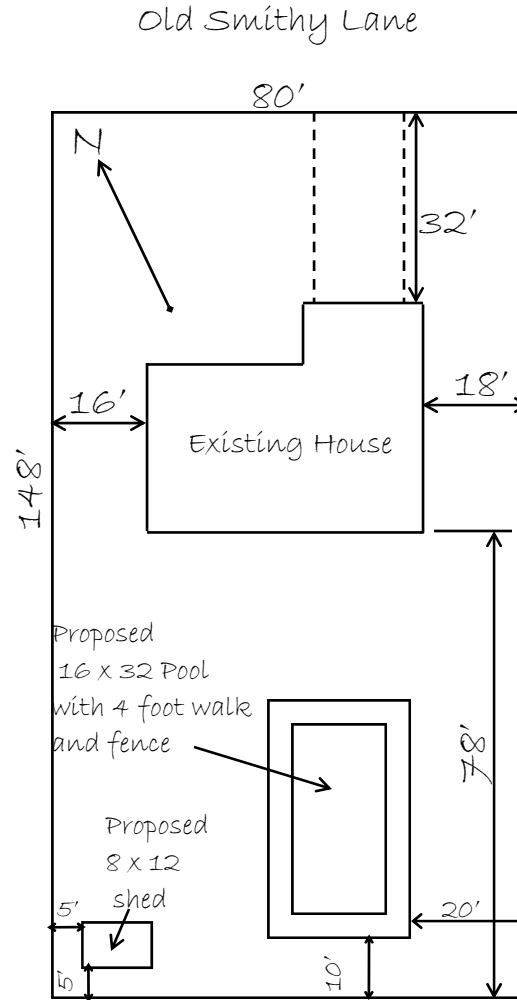 Old Smithy Lane
80'
N
32'
16'
18'
Existing House
148'
Proposed
16 x 32 Pool
with 4 foot walk
and fence
78'
Proposed
8 x 12
shed
5'
20'
5'
10'